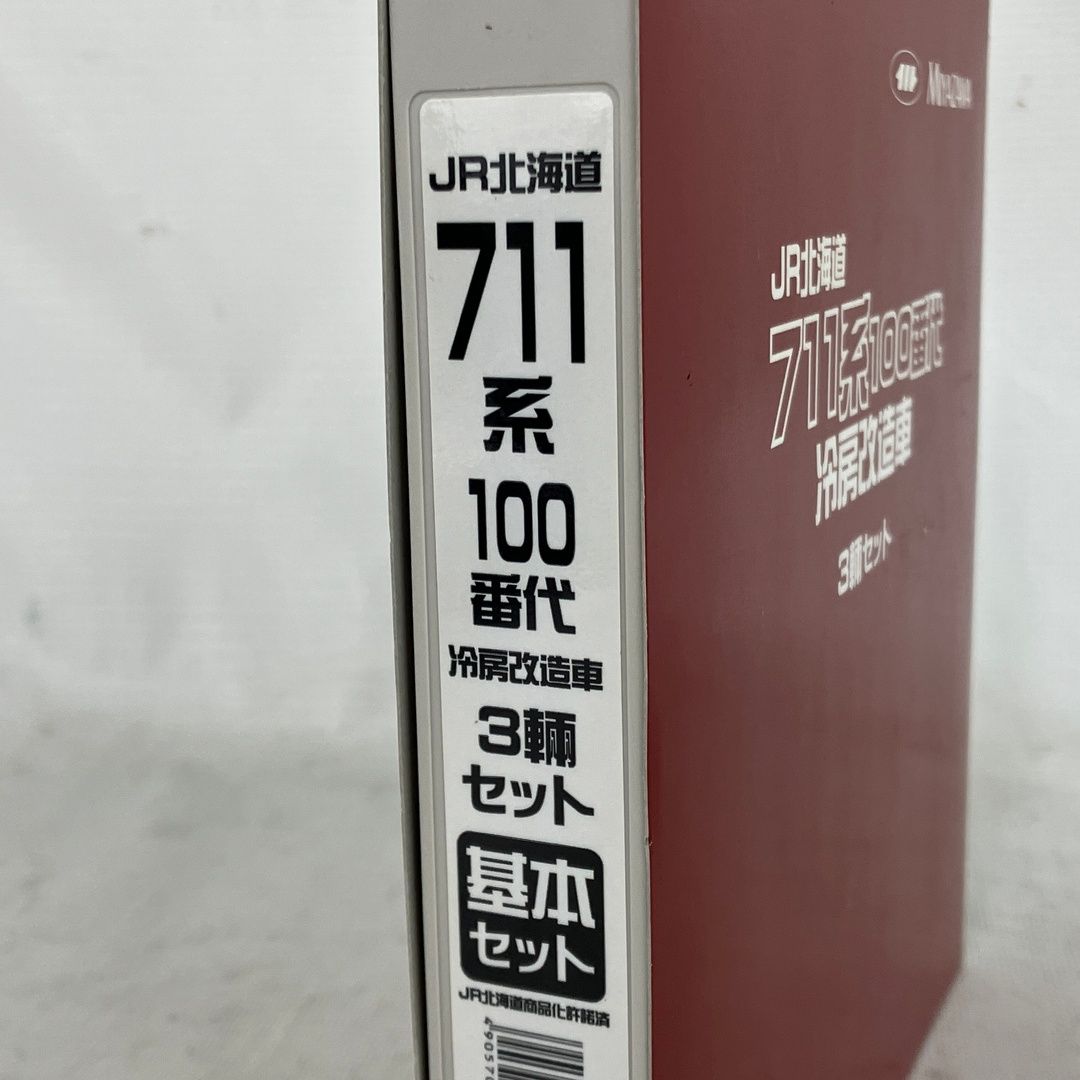 JR北海道
711
系
100
番代
冷房改造車
3輌
セット
基本
セット
JR北海道商品化許諾済
MIYAZAWA
JR北海道
711系100番代
冷房改造車
3輌セット